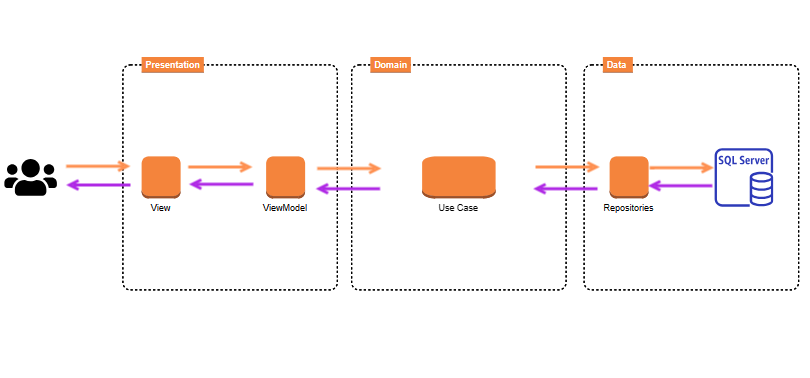 Presentation
Domain
Data
SQL Server
View
ViewModel
Use Case
Repositories